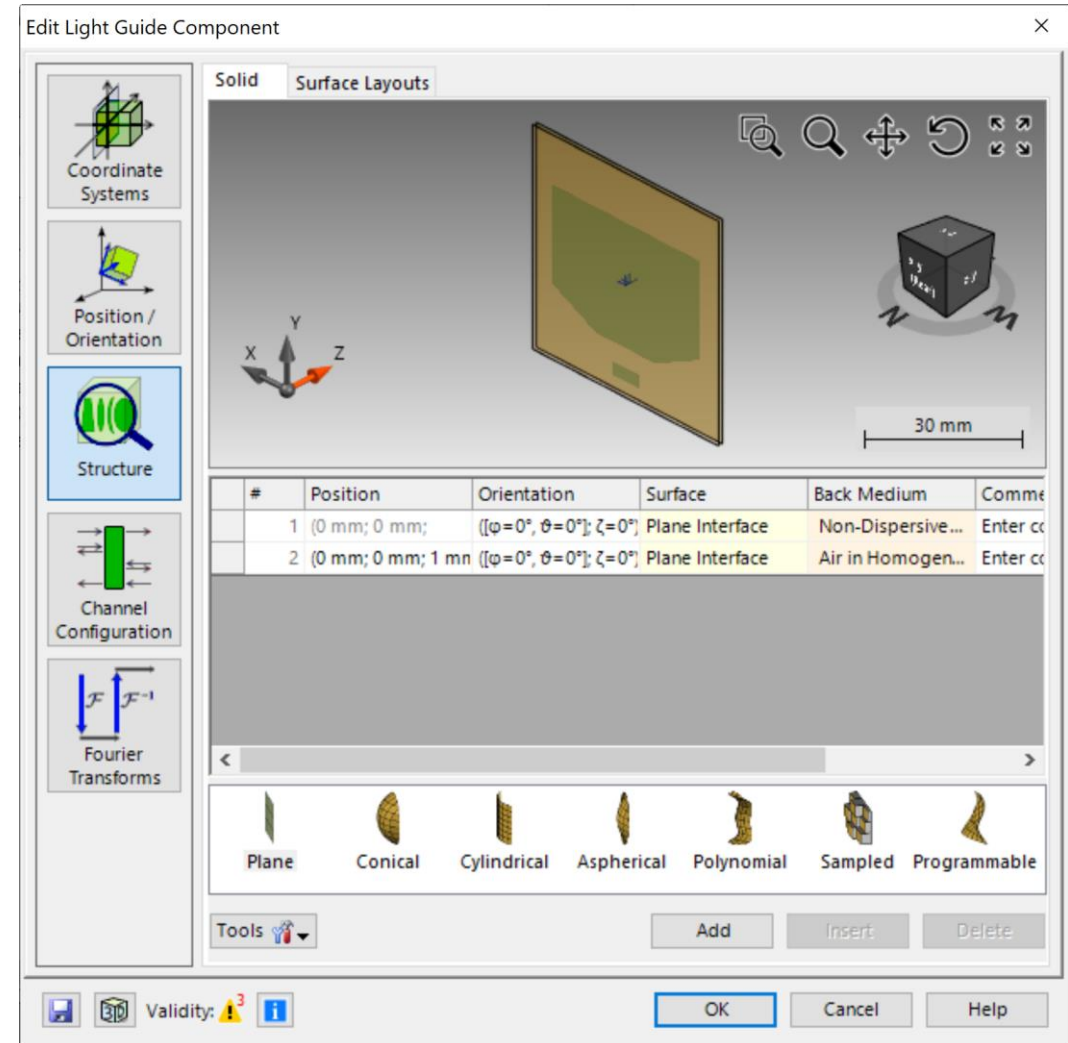 Edit Light Guide Component
Coordinate
Systems
Position /
Orientation
Structure
Channel
Configuration
ℱ ℱ⁻¹
Fourier
Transforms
Solid Surface Layouts
Y
X Z
30 mm
# Position Orientation Surface Back Medium Comme
1 (0 mm; 0 mm; ([φ=0°, ϑ=0°]; ζ=0°) Plane Interface Non-Dispersive... Enter co
2 (0 mm; 0 mm; 1 mm ([φ=0°, ϑ=0°]; ζ=0°) Plane Interface Air in Homogen... Enter co
Plane Conical Cylindrical Aspherical Polynomial Sampled Programmable
Tools Add Insert Delete
3D Validity: 3 OK Cancel Help